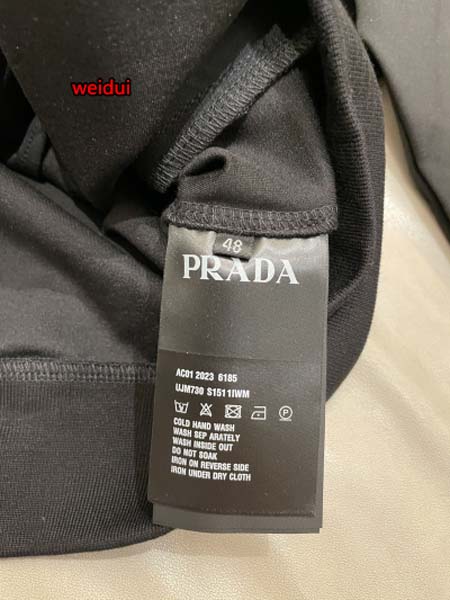 weidui
48
PRADA
AC01 2023 6185
UJM730 S1511IWM
COLD HAND WASH
WASH SEP ARATELY
WASH INSIDE OUT
DO NOT SOAK
IRON ON REVERSE SIDE
IRON UNDER DRY CLOTH